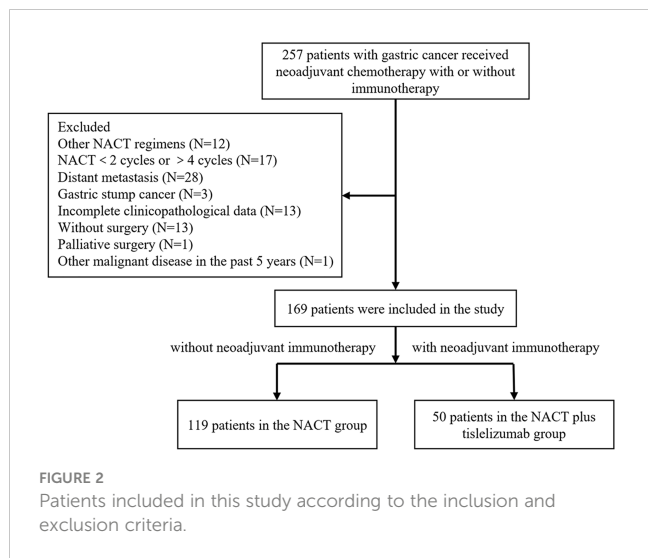 257 patients with gastric cancer received
neoadjuvant chemotherapy with or without
immunotherapy
Excluded
Other NACT regimens (N=12)
NACT < 2 cycles or > 4 cycles (N=17)
Distant metastasis (N=28)
Gastric stump cancer (N=3)
Incomplete clinicopathological data (N=13)
Without surgery (N=13)
Palliative surgery (N=1)
Other malignant disease in the past 5 years (N=1)
169 patients were included in the study
without neoadjuvant immunotherapy
with neoadjuvant immunotherapy
119 patients in the NACT group
50 patients in the NACT plus
tislelizumab group
FIGURE 2
Patients included in this study according to the inclusion and
exclusion criteria.